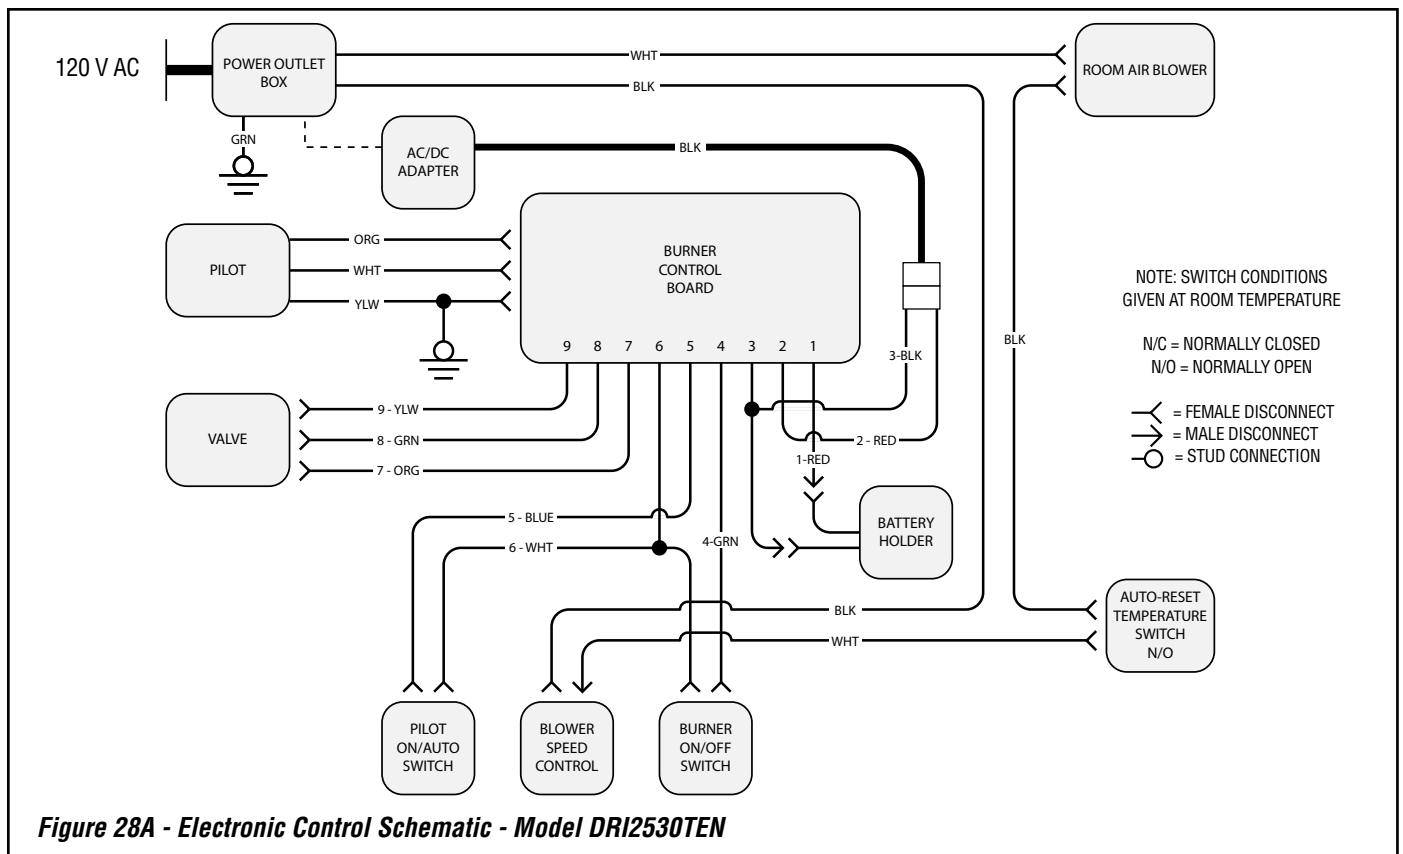 120 V AC
POWER OUTLET
BOX
WHT
BLK
ROOM AIR BLOWER
GRN
AC/DC
ADAPTER
BLK
PILOT
ORG
WHT
YLW
BURNER
CONTROL
BOARD
9 8 7 6 5 4 3 2 1
NOTE: SWITCH CONDITIONS
GIVEN AT ROOM TEMPERATURE
N/C = NORMALLY CLOSED
N/O = NORMALLY OPEN
= FEMALE DISCONNECT
= MALE DISCONNECT
= STUD CONNECTION
BLK
3-BLK
VALVE
9 - YLW
8 - GRN
7 - ORG
2 - RED
1-RED
BATTERY
HOLDER
5 - BLUE
6 - WHT
4-GRN
BLK
WHT
AUTO-RESET
TEMPERATURE
SWITCH
N/O
PILOT
ON/AUTO
SWITCH
BLOWER
SPEED
CONTROL
BURNER
ON/OFF
SWITCH
Figure 28A - Electronic Control Schematic - Model DRI2530TEN